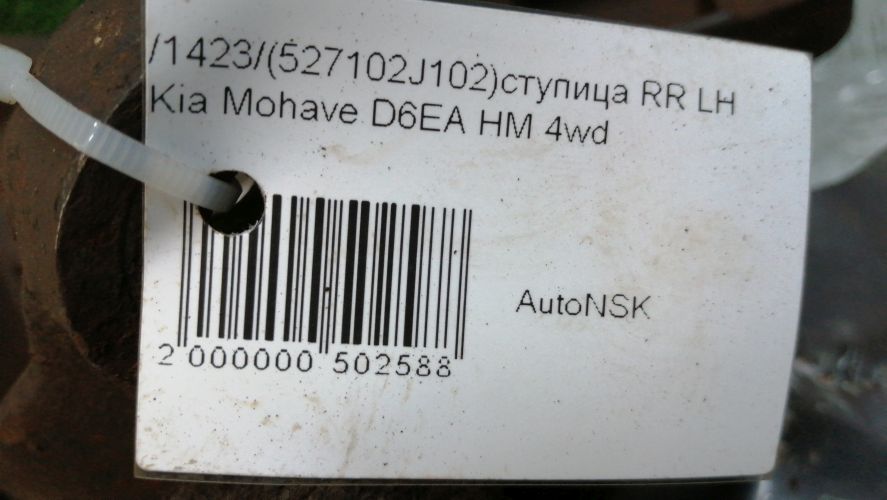 /1423/(527102J102)ступица RR LH
Kia Mohave D6EA HM 4wd
AutoNSK
2 000000 502588